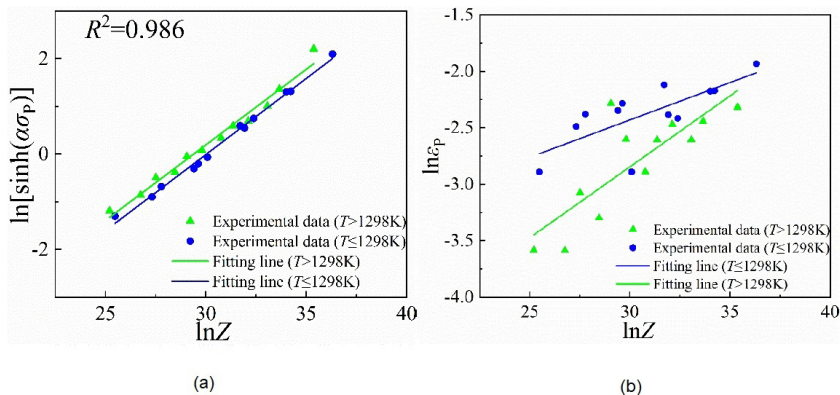 R²=0.986
2
0
-2
ln[sinh(ασP)]
Experimental data (T>1298K)
Experimental data (T≤1298K)
Fitting line (T>1298K)
Fitting line (T≤1298K)
25 30 35 40
lnZ
(a)
-1.5
-2.0
-2.5
-3.0
-3.5
-4.0
lnεP
Experimental data (T>1298K)
Experimental data (T≤1298K)
Fitting line (T≤1298K)
Fitting line (T>1298K)
25 30 35 40
lnZ
(b)